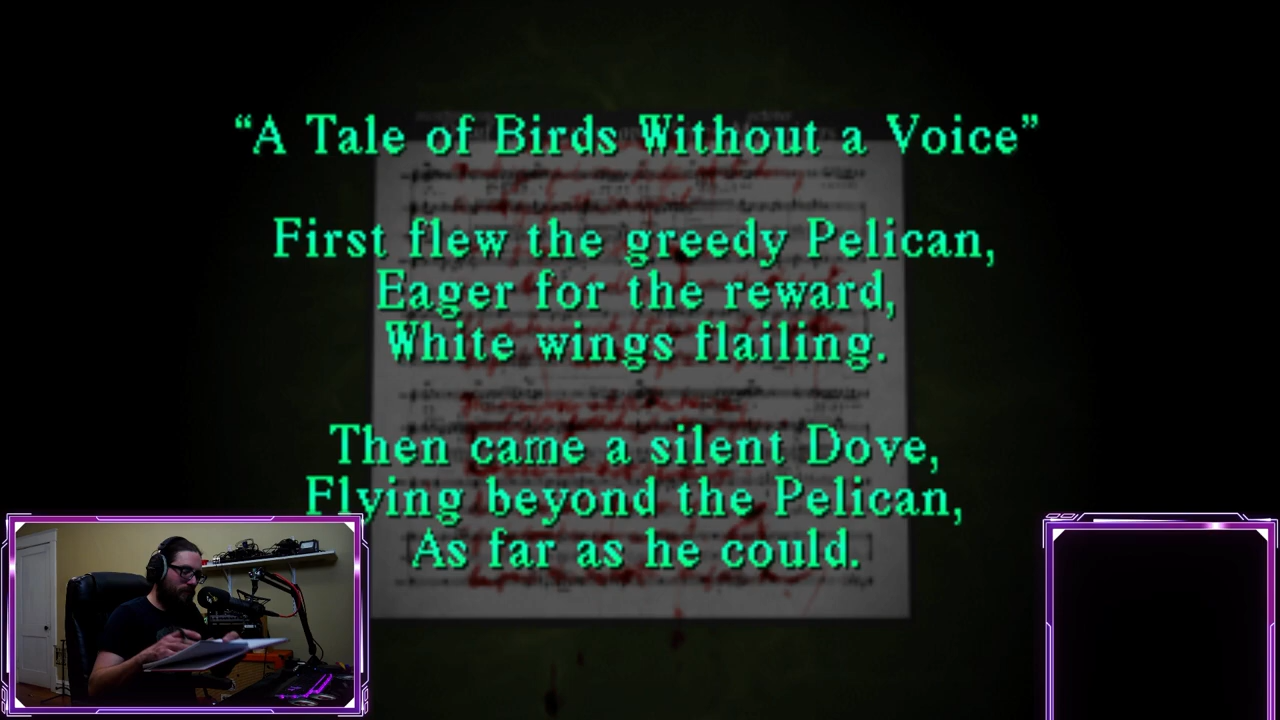 “A Tale of Birds Without a Voice”
First flew the greedy Pelican,
Eager for the reward,
White wings flailing.
Then came a silent Dove,
Flying beyond the Pelican,
As far as he could.